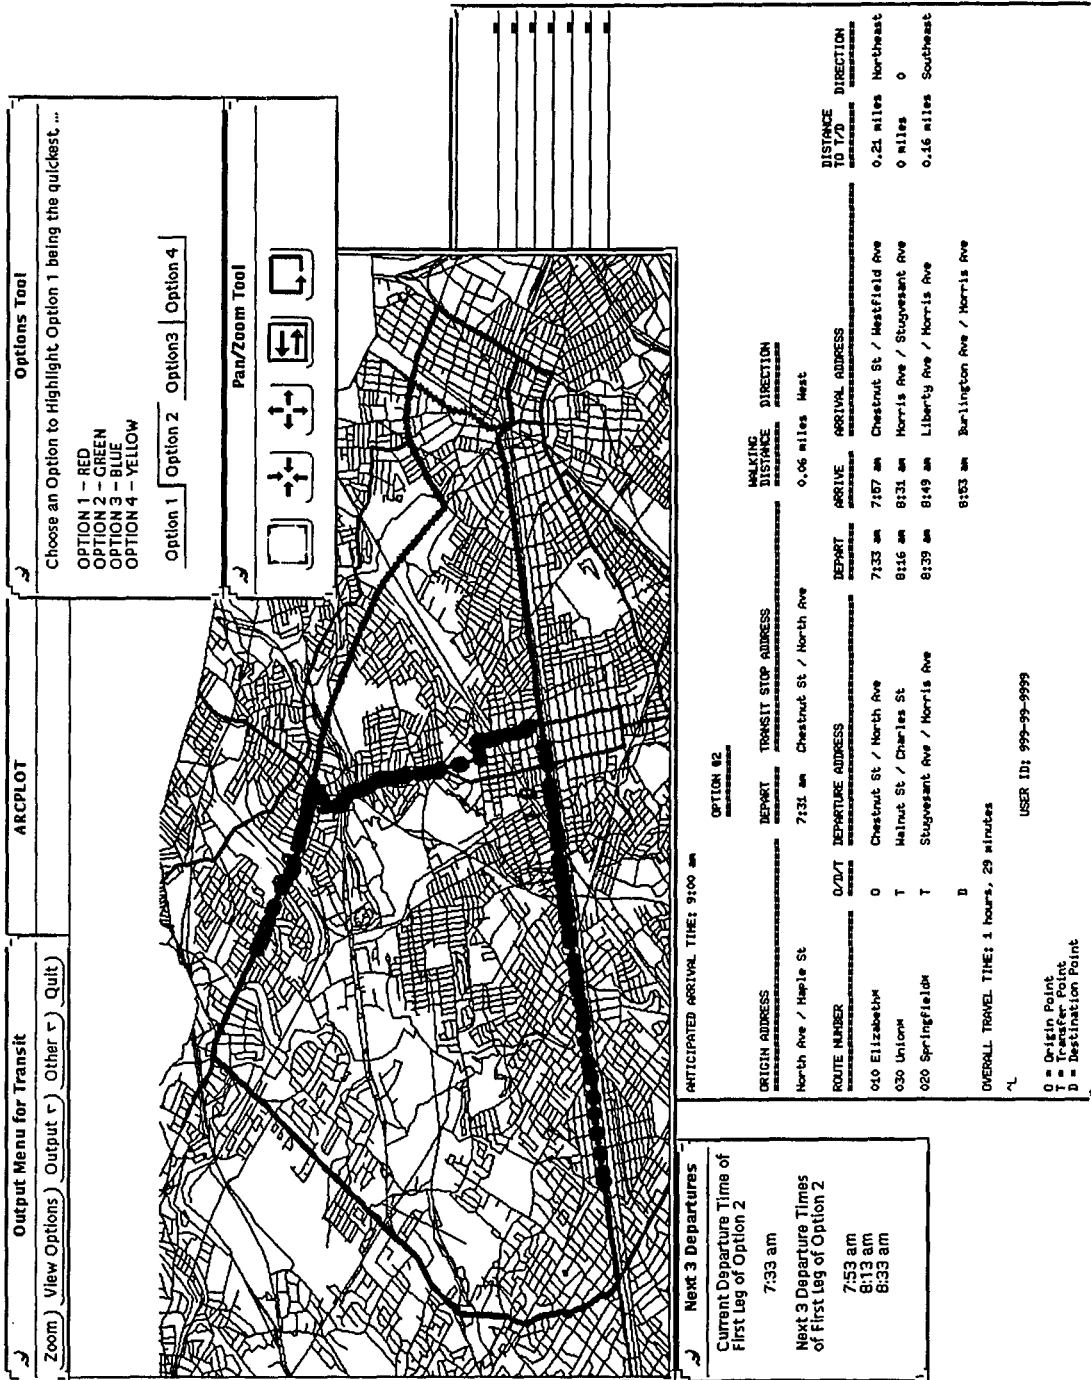 Output Menu for Transit
Zoom ) View Options ) Output ▿ ) Other ▿ ) Quit )
ARCPLOT
Options Tool
Choose an Option to Highlight Option 1 being the quickest, ...
OPTION 1 – RED
OPTION 2 – GREEN
OPTION 3 – BLUE
OPTION 4 – YELLOW
Option 1 Option 2 Option3 Option 4
Pan/Zoom Tool
Next 3 Departures
Current Departure Time of
First Leg of Option 2
7:33 am
Next 3 Departure Times
of First Leg of Option 2
7:53 am
8:13 am
8:33 am
ANTICIPATED ARRIVAL TIME: 9:00 am
OPTION #2
=========
WALKING
ORIGIN ADDRESS DEPART TRANSIT STOP ADDRESS DISTANCE DIRECTION
North Ave / Maple St 7:31 am Chestnut St / North Ave 0.06 miles West
DISTANCE
ROUTE NUMBER O/D/T DEPARTURE ADDRESS DEPART ARRIVE ARRIVAL ADDRESS TO T/D DIRECTION
010 ElizabethM O Chestnut St / North Ave 7:33 am 7:57 am Chestnut St / Westfield Ave 0.21 miles Northeast
030 UnionM T Walnut St / Charles St 8:16 am 8:31 am Morris Ave / Stuyvesant Ave 0 miles 0
020 SpringfieldM T Stuyvesant Ave / Morris Ave 8:39 am 8:49 am Liberty Ave / Morris Ave 0.16 miles Southeast
D 8:53 am Burlington Ave / Morris Ave
OVERALL TRAVEL TIME: 1 hours, 29 minutes
^L
USER ID: 999-99-9999
O = Origin Point
T = Transfer Point
D = Destination Point